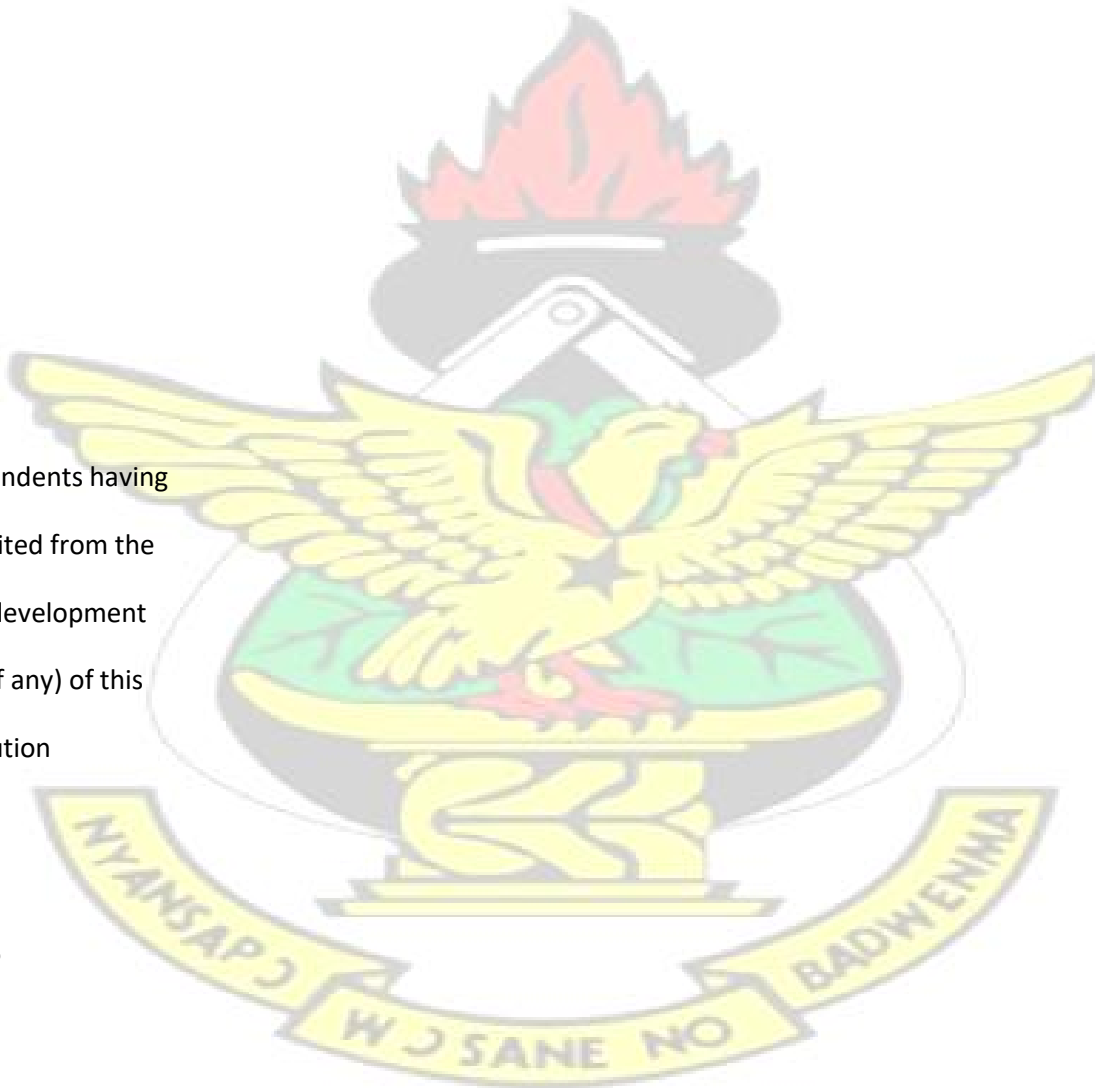 ndents having
ited from the
development
f any) of this
ution
NYANSAPƆ
WƆSANE NO
BADWENMA